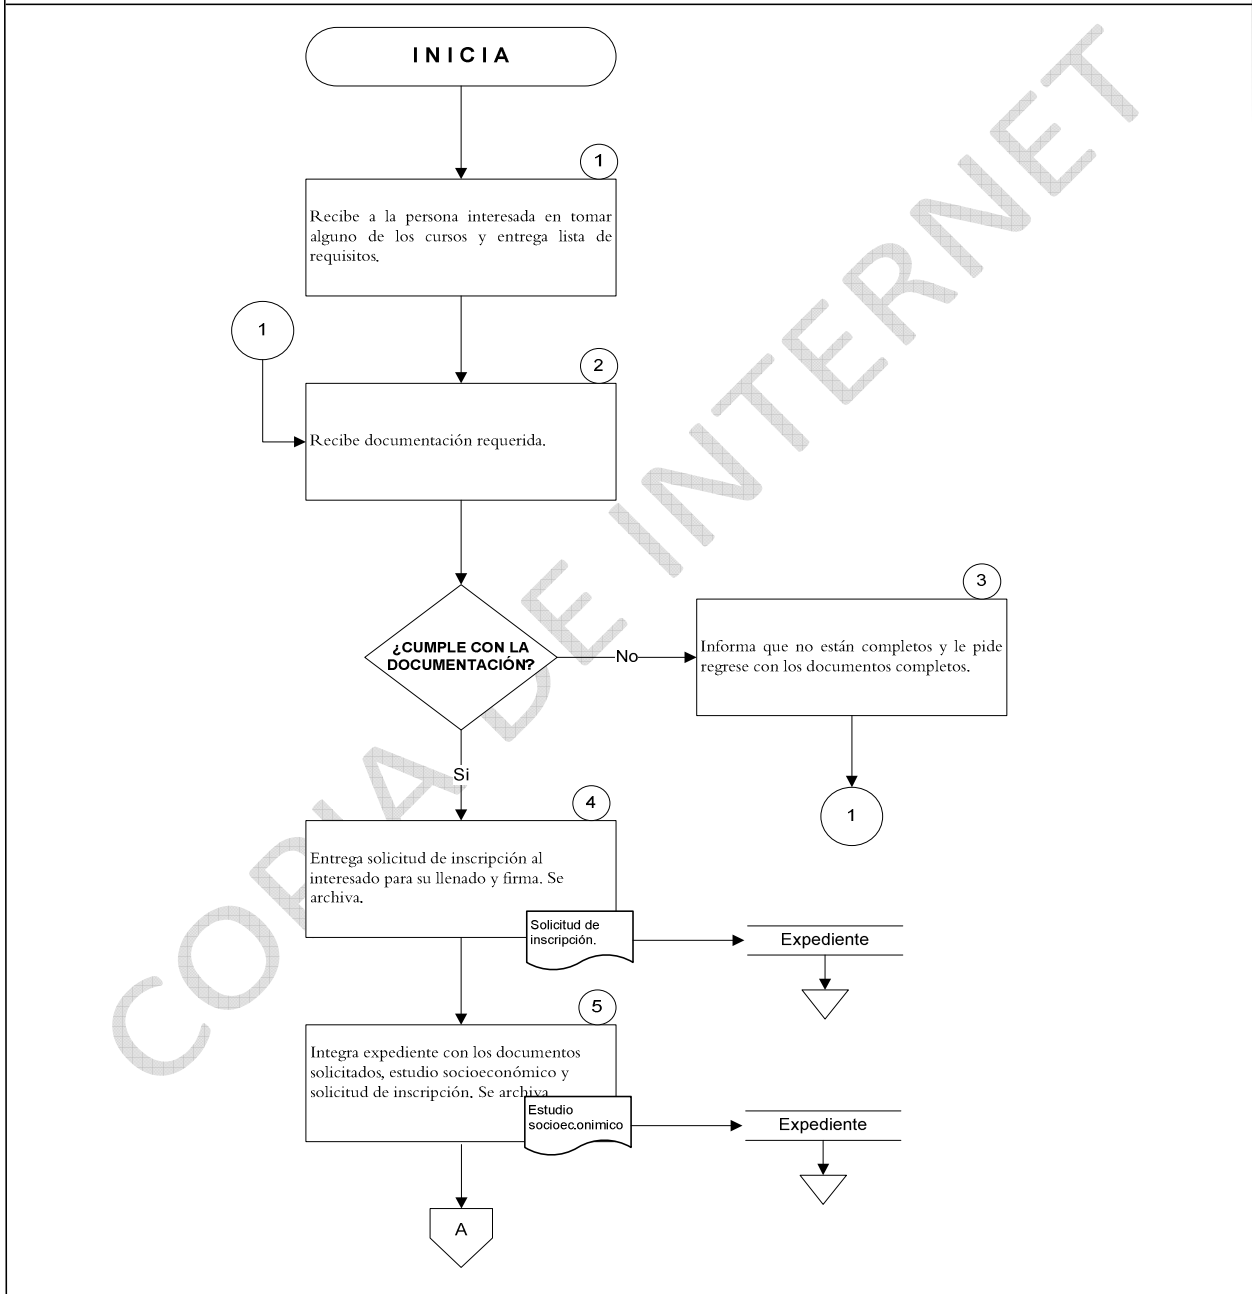 INICIA
1
Recibe a la persona interesada en tomar
alguno de los cursos y entrega lista de
requisitos.
1
2
Recibe documentación requerida.
¿CUMPLE CON LA
DOCUMENTACIÓN?
No
3
Informa que no están completos y le pide
regrese con los documentos completos.
1
Si
4
Entrega solicitud de inscripción al
interesado para su llenado y firma. Se
archiva.
Solicitud de
inscripción.
Expediente
5
Integra expediente con los documentos
solicitados, estudio socioeconómico y
solicitud de inscripción. Se archiva
Estudio
socioec.onimico
Expediente
A
COPIA DE INTERNET